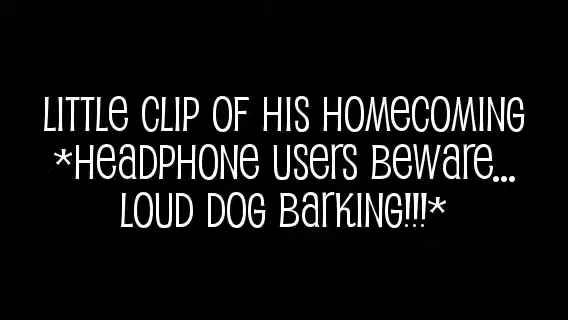 LITTLe CLIP OF HIS HOMeCOMING
*HeaDPHONe Users Beware...
LOUD DOG BarKING!!!*